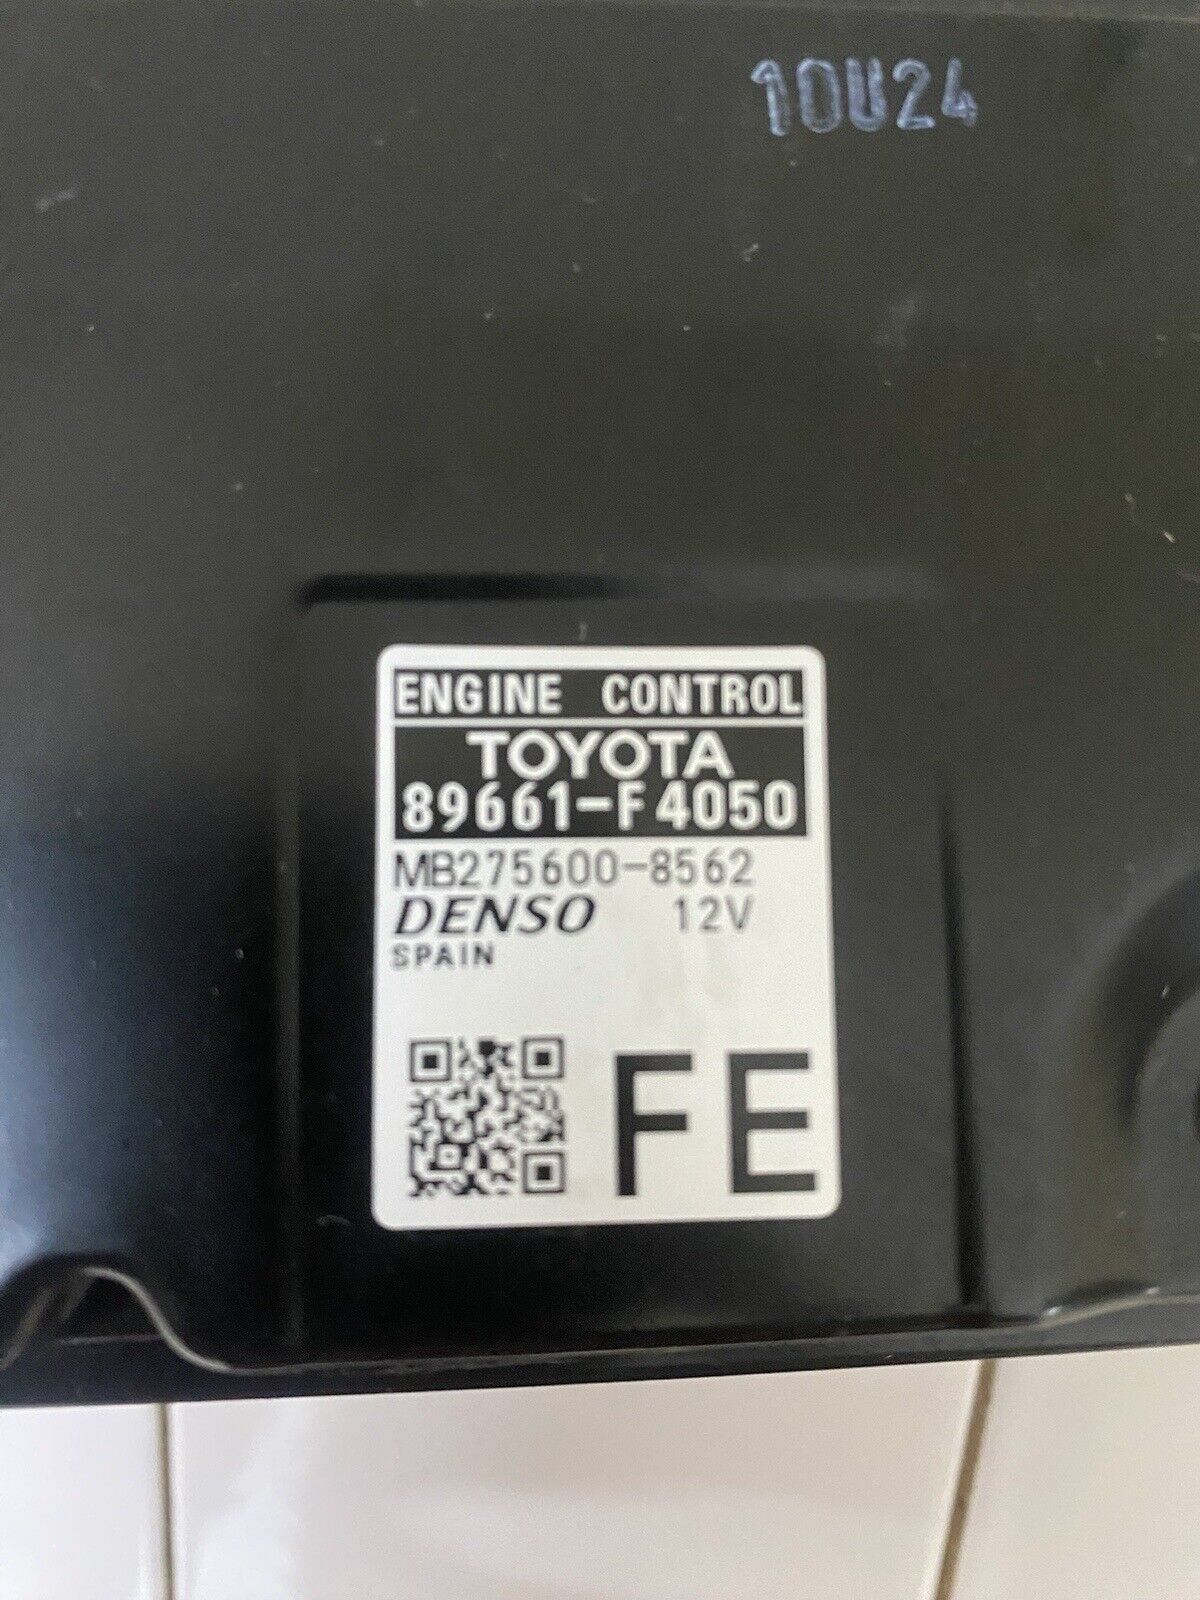 10U24
ENGINE CONTROL
TOYOTA
89661-F4050
MB275600-8562
DENSO 12V
SPAIN
FE